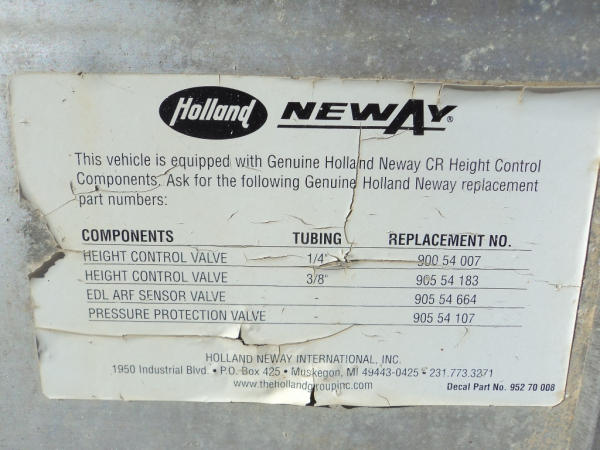 Holland NEWAY®
This vehicle is equipped with Genuine Holland Neway CR Height Control
Components. Ask for the following Genuine Holland Neway replacement
part numbers:
COMPONENTS TUBING REPLACEMENT NO.
HEIGHT CONTROL VALVE 1/4" 900 54 007
HEIGHT CONTROL VALVE 3/8" 905 54 183
EDL ARF SENSOR VALVE - 905 54 664
PRESSURE PROTECTION VALVE - 905 54 107
HOLLAND NEWAY INTERNATIONAL, INC.
1950 Industrial Blvd. • P.O. Box 425 • Muskegon, MI 49443-0425 • 231.773.3271
www.thehollandgroupinc.com
Decal Part No. 952 70 008